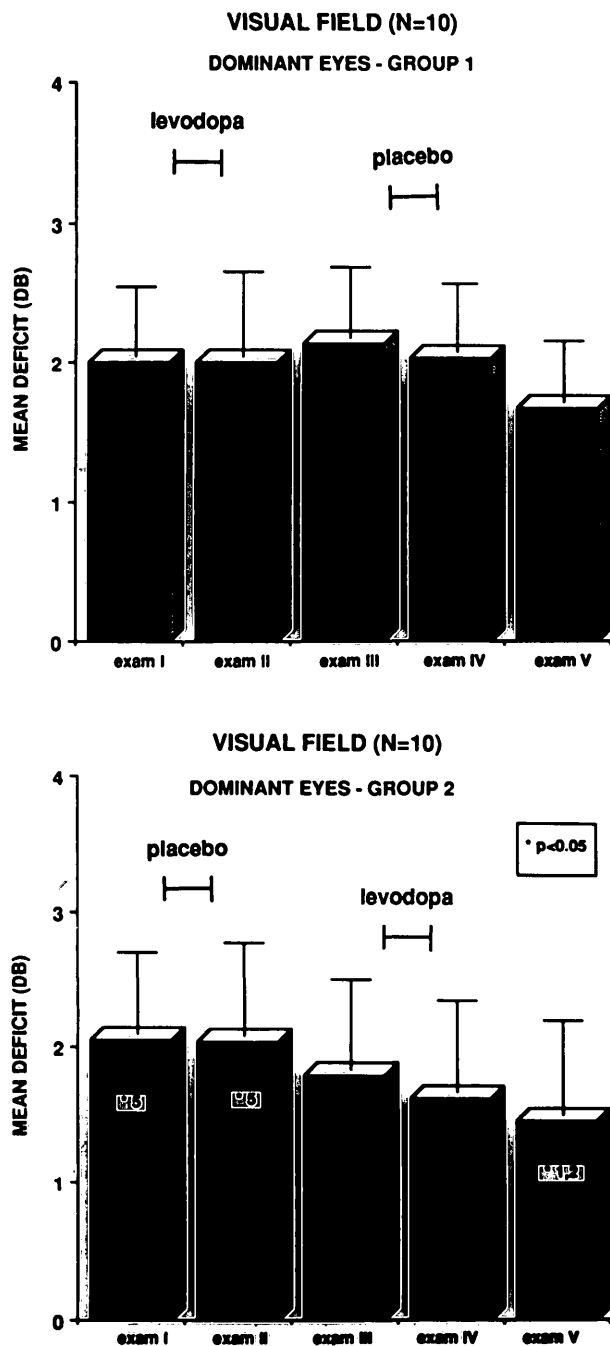 VISUAL FIELD (N=10)
DOMINANT EYES - GROUP 1
4
levodopa
placebo
3
2
1
0
MEAN DEFICIT (DB)
exam I exam II exam III exam IV exam V
VISUAL FIELD (N=10)
DOMINANT EYES - GROUP 2
4
* p<0.05
placebo
levodopa
3
2
1
0
MEAN DEFICIT (DB)
exam I exam II exam III exam IV exam V